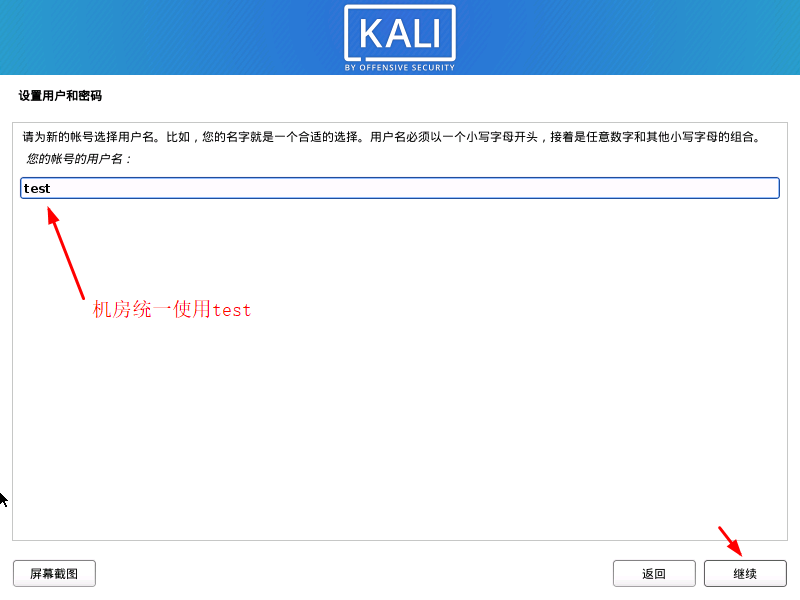 KALI
BY OFFENSIVE SECURITY
设置用户和密码
请为新的帐号选择用户名。比如，您的名字就是一个合适的选择。用户名必须以一个小写字母开头，接着是任意数字和其他小写字母的组合。
您的帐号的用户名：
test
机房统一使用test
屏幕截图
返回
继续